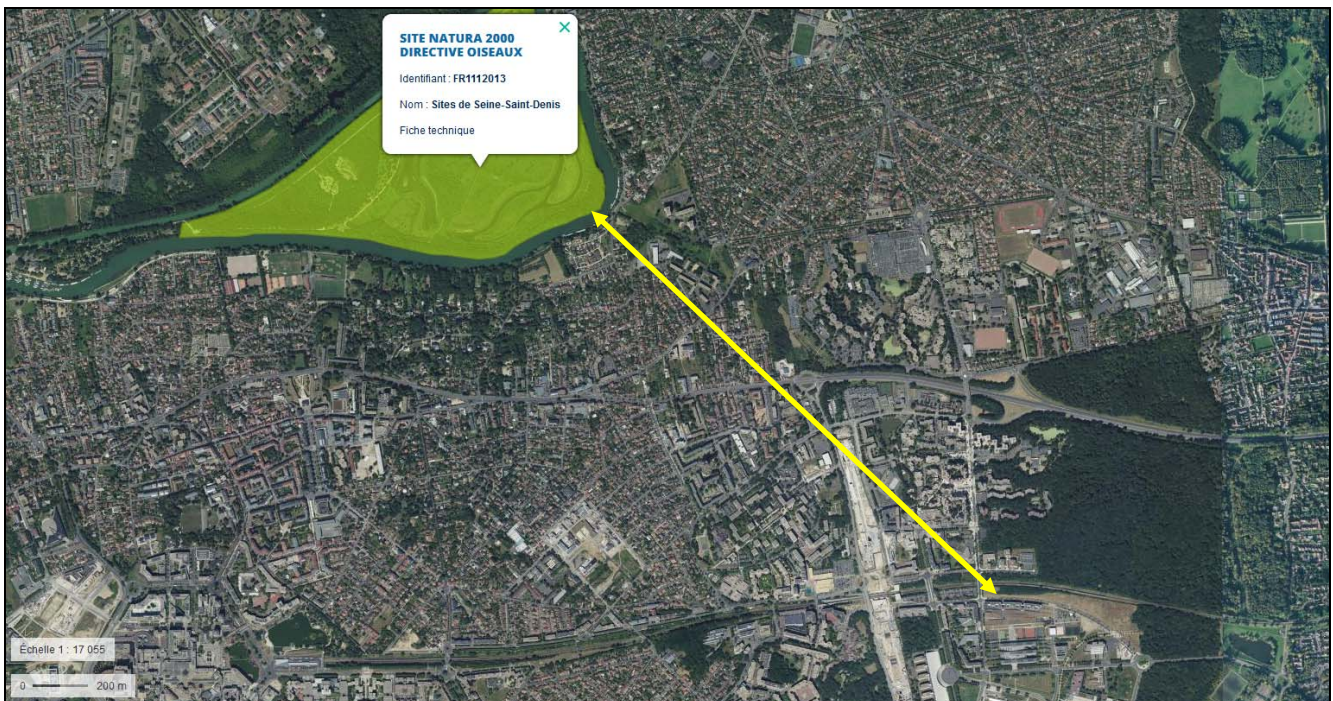 SITE NATURA 2000
DIRECTIVE OISEAUX
Identifiant : FR1112013
Nom : Sites de Seine-Saint-Denis
Fiche technique
Échelle 1 : 17 055
0 200 m